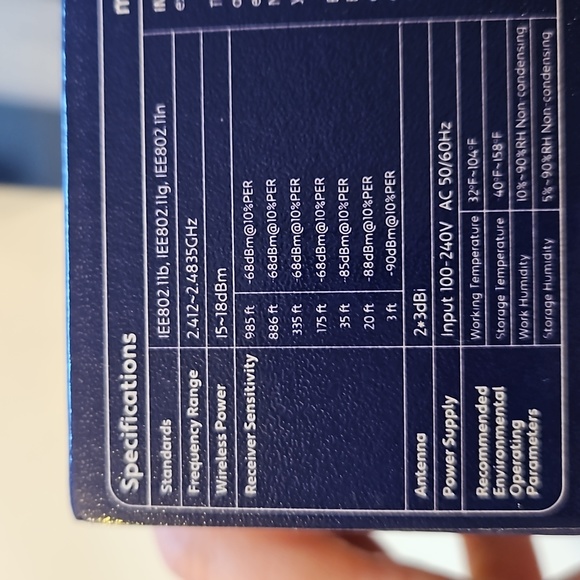 Specifications
Standards IEE802.11b, IEE802.11g, IEE802.11n
Frequency Range 2.412~2.4835GHz
Wireless Power 15~18dBm
Receiver Sensitivity 985 ft -68dBm@10%PER
886 ft -68dBm@10%PER
335 ft -68dBm@10%PER
175 ft -68dBm@10%PER
35 ft -85dBm@10%PER
20 ft -88dBm@10%PER
3 ft -90dBm@10%PER
Antenna 2*3dBi
Power Supply Input 100-240V AC 50/60Hz
Recommended Environmental Operating Parameters
Working Temperature 32°F~104°F
Storage Temperature 40°F~158°F
Work Humidity 10%~90%RH Non-condensing
Storage Humidity 5%~90%RH Non-condensing